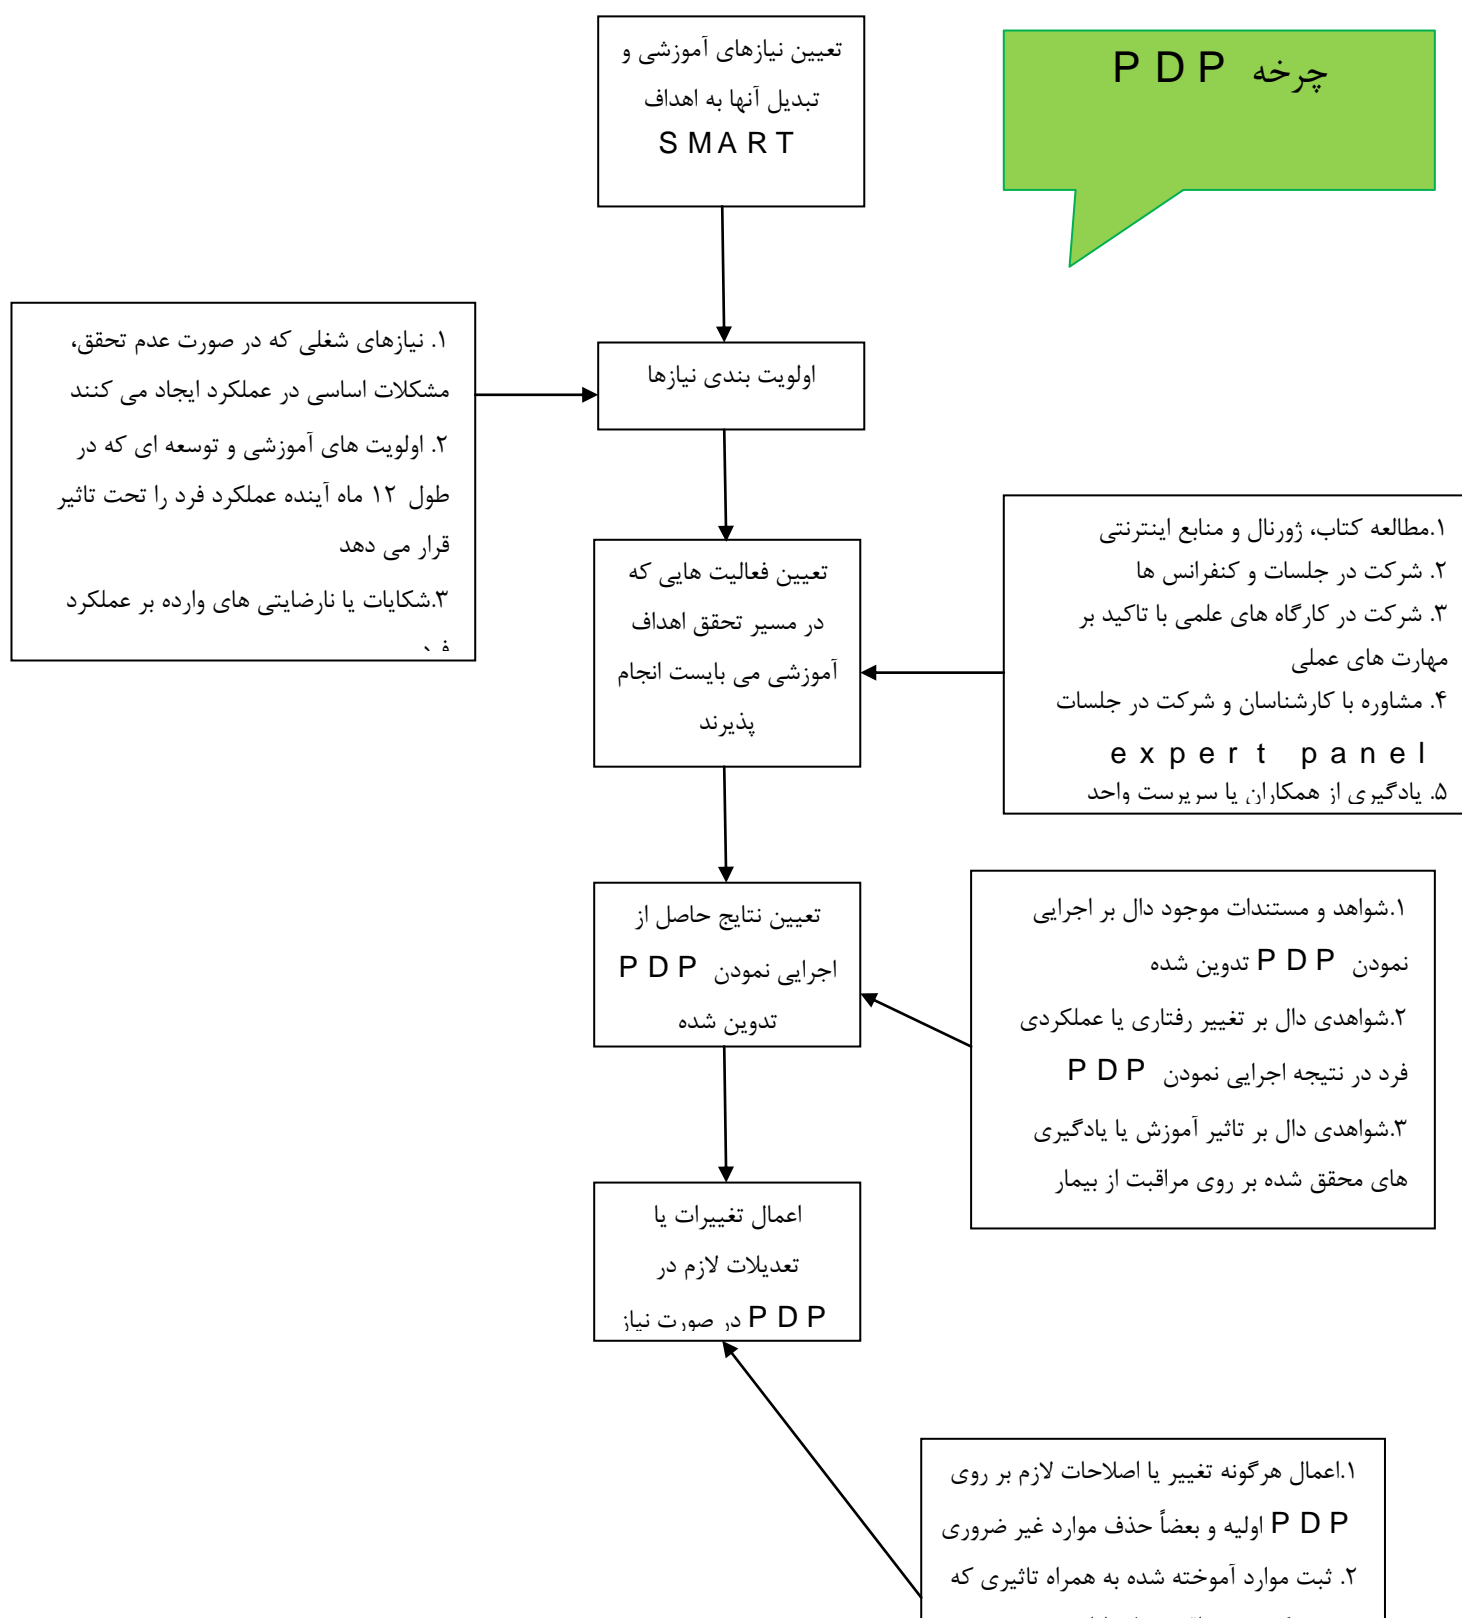 چرخه PDP
تعیین نیازهای آموزشی و
تبدیل آنها به اهداف
SMART
اولویت بندی نیازها
۱. نیازهای شغلی که در صورت عدم تحقق،
مشکلات اساسی در عملکرد ایجاد می کنند
۲. اولویت های آموزشی و توسعه ای که در
طول ۱۲ ماه آینده عملکرد فرد را تحت تاثیر
قرار می دهد
۳.شکایات یا نارضایتی های وارده بر عملکرد
فرد
تعیین فعالیت هایی که
در مسیر تحقق اهداف
آموزشی می بایست انجام
پذیرند
۱.مطالعه کتاب، ژورنال و منابع اینترنتی
۲. شرکت در جلسات و کنفرانس ها
۳. شرکت در کارگاه های علمی با تاکید بر
مهارت های عملی
۴. مشاوره با کارشناسان و شرکت در جلسات
expert panel
۵. یادگیری از همکاران یا سرپرست واحد
تعیین نتایج حاصل از
اجرایی نمودن PDP
تدوین شده
۱.شواهد و مستندات موجود دال بر اجرایی
نمودن PDP تدوین شده
۲.شواهدی دال بر تغییر رفتاری یا عملکردی
فرد در نتیجه اجرایی نمودن PDP
۳.شواهدی دال بر تاثیر آموزش یا یادگیری
های محقق شده بر روی مراقبت از بیمار
اعمال تغییرات یا
تعدیلات لازم در
PDP در صورت نیاز
۱.اعمال هرگونه تغییر یا اصلاحات لازم بر روی
PDP اولیه و بعضاً حذف موارد غیر ضروری
۲. ثبت موارد آموخته شده به همراه تاثیری که